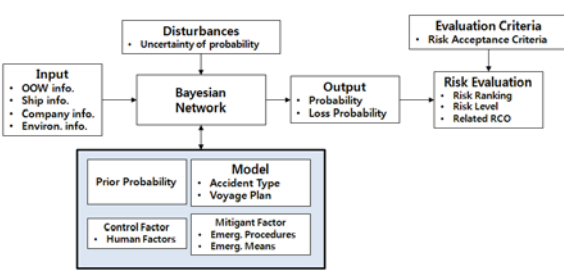 Disturbances
• Uncertainty of probability
Evaluation Criteria
• Risk Acceptance Criteria
Input
• OOW info.
• Ship info.
• Company info.
• Environ. info.
Bayesian
Network
Output
• Probability
• Loss Probability
Risk Evaluation
• Risk Ranking
• Risk Level
• Related RCO
Prior Probability
Model
• Accident Type
• Voyage Plan
Control Factor
• Human Factors
Mitigant Factor
• Emerg. Procedures
• Emerg. Means